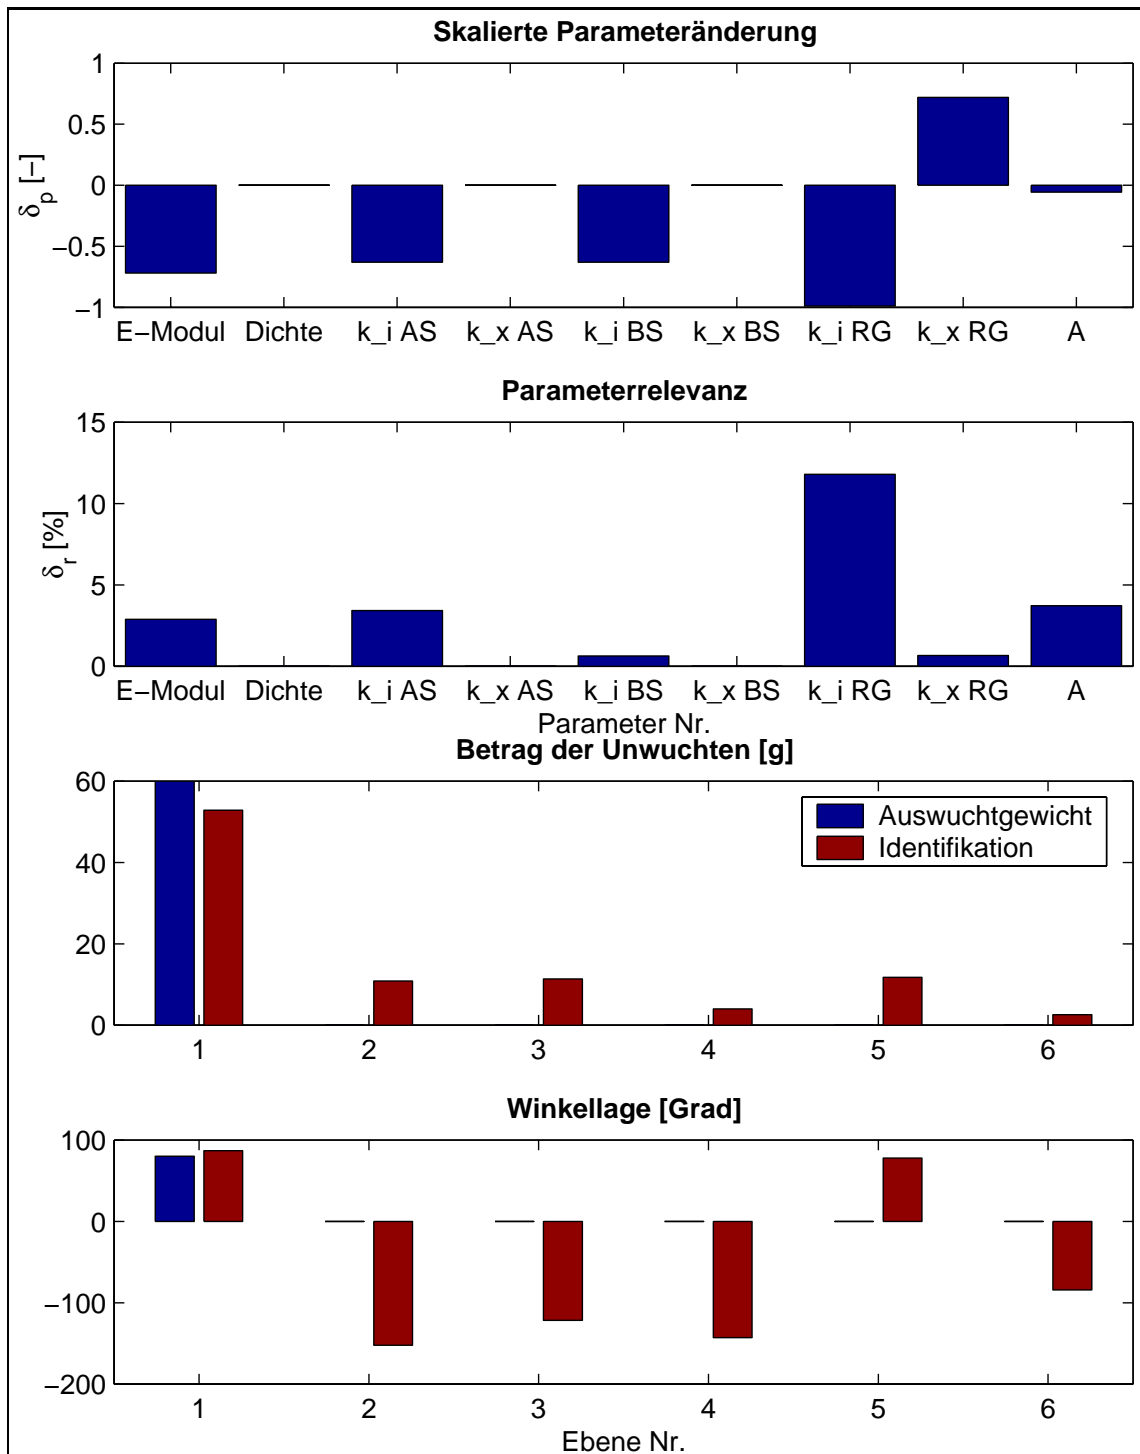 Skalierte Parameteränderung
δ_p [−]
1
0.5
0
−0.5
−1
E−Modul Dichte k_i AS k_x AS k_i BS k_x BS k_i RG k_x RG A
Parameterrelevanz
δ_r [%]
15
10
5
0
E−Modul Dichte k_i AS k_x AS k_i BS k_x BS k_i RG k_x RG A
Parameter Nr.
Betrag der Unwuchten [g]
60
40
20
0
Auswuchtgewicht
Identifikation
1 2 3 4 5 6
Winkellage [Grad]
100
0
−100
−200
1 2 3 4 5 6
Ebene Nr.